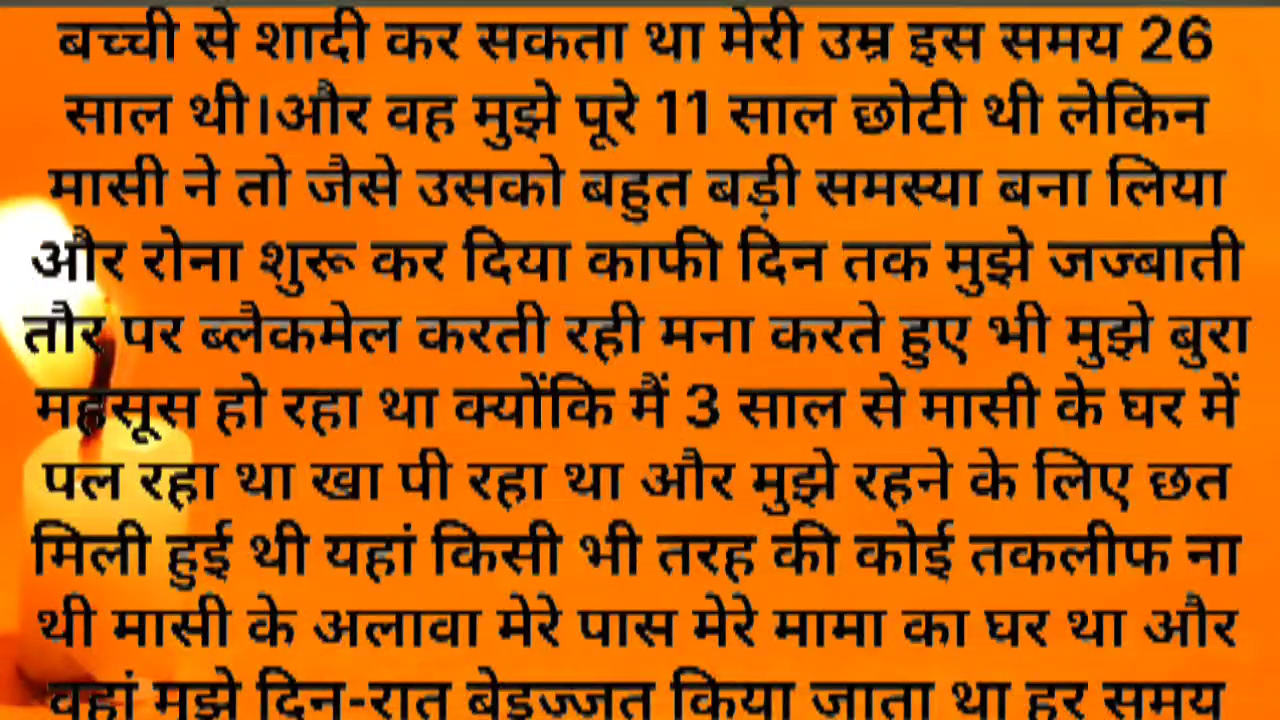 बच्ची से शादी कर सकता था मेरी उम्र इस समय 26
साल थी।और वह मुझे पूरे 11 साल छोटी थी लेकिन
मासी ने तो जैसे उसको बहुत बड़ी समस्या बना लिया
और रोना शुरू कर दिया काफी दिन तक मुझे जज्बाती
तौर पर ब्लैकमेल करती रही मना करते हुए भी मुझे बुरा
महसूस हो रहा था क्योंकि मैं 3 साल से मासी के घर में
पल रहा था खा पी रहा था और मुझे रहने के लिए छत
मिली हुई थी यहां किसी भी तरह की कोई तकलीफ ना
थी मासी के अलावा मेरे पास मेरे मामा का घर था और
वहां मुझे दिन-रात बेइज्जत किया जाता था हर समय